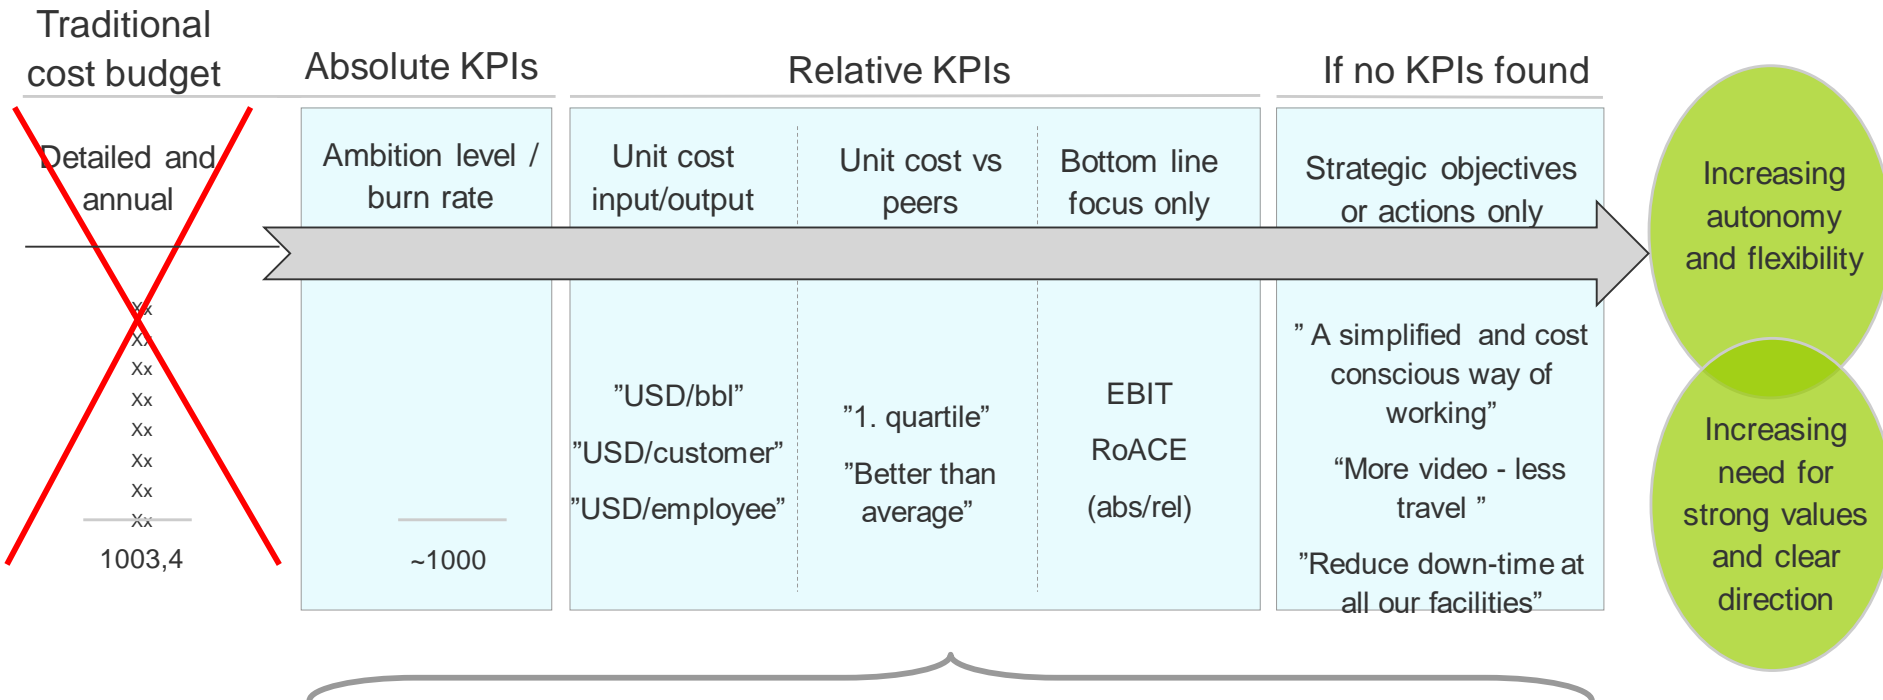 Traditional
cost budget
Absolute KPIs
Relative KPIs
If no KPIs found
Detailed and
annual
Xx
Xx
Xx
Xx
Xx
Xx
Xx
Xx
1003,4
Ambition level /
burn rate
~1000
Unit cost
input/output
”USD/bbl”
”USD/customer”
”USD/employee”
Unit cost vs
peers
”1. quartile”
”Better than
average”
Bottom line
focus only
EBIT
RoACE
(abs/rel)
Strategic objectives
or actions only
” A simplified and cost
conscious way of
working”
“More video - less
travel ”
”Reduce down-time at
all our facilities”
Increasing
autonomy
and flexibility
Increasing
need for
strong values
and clear
direction